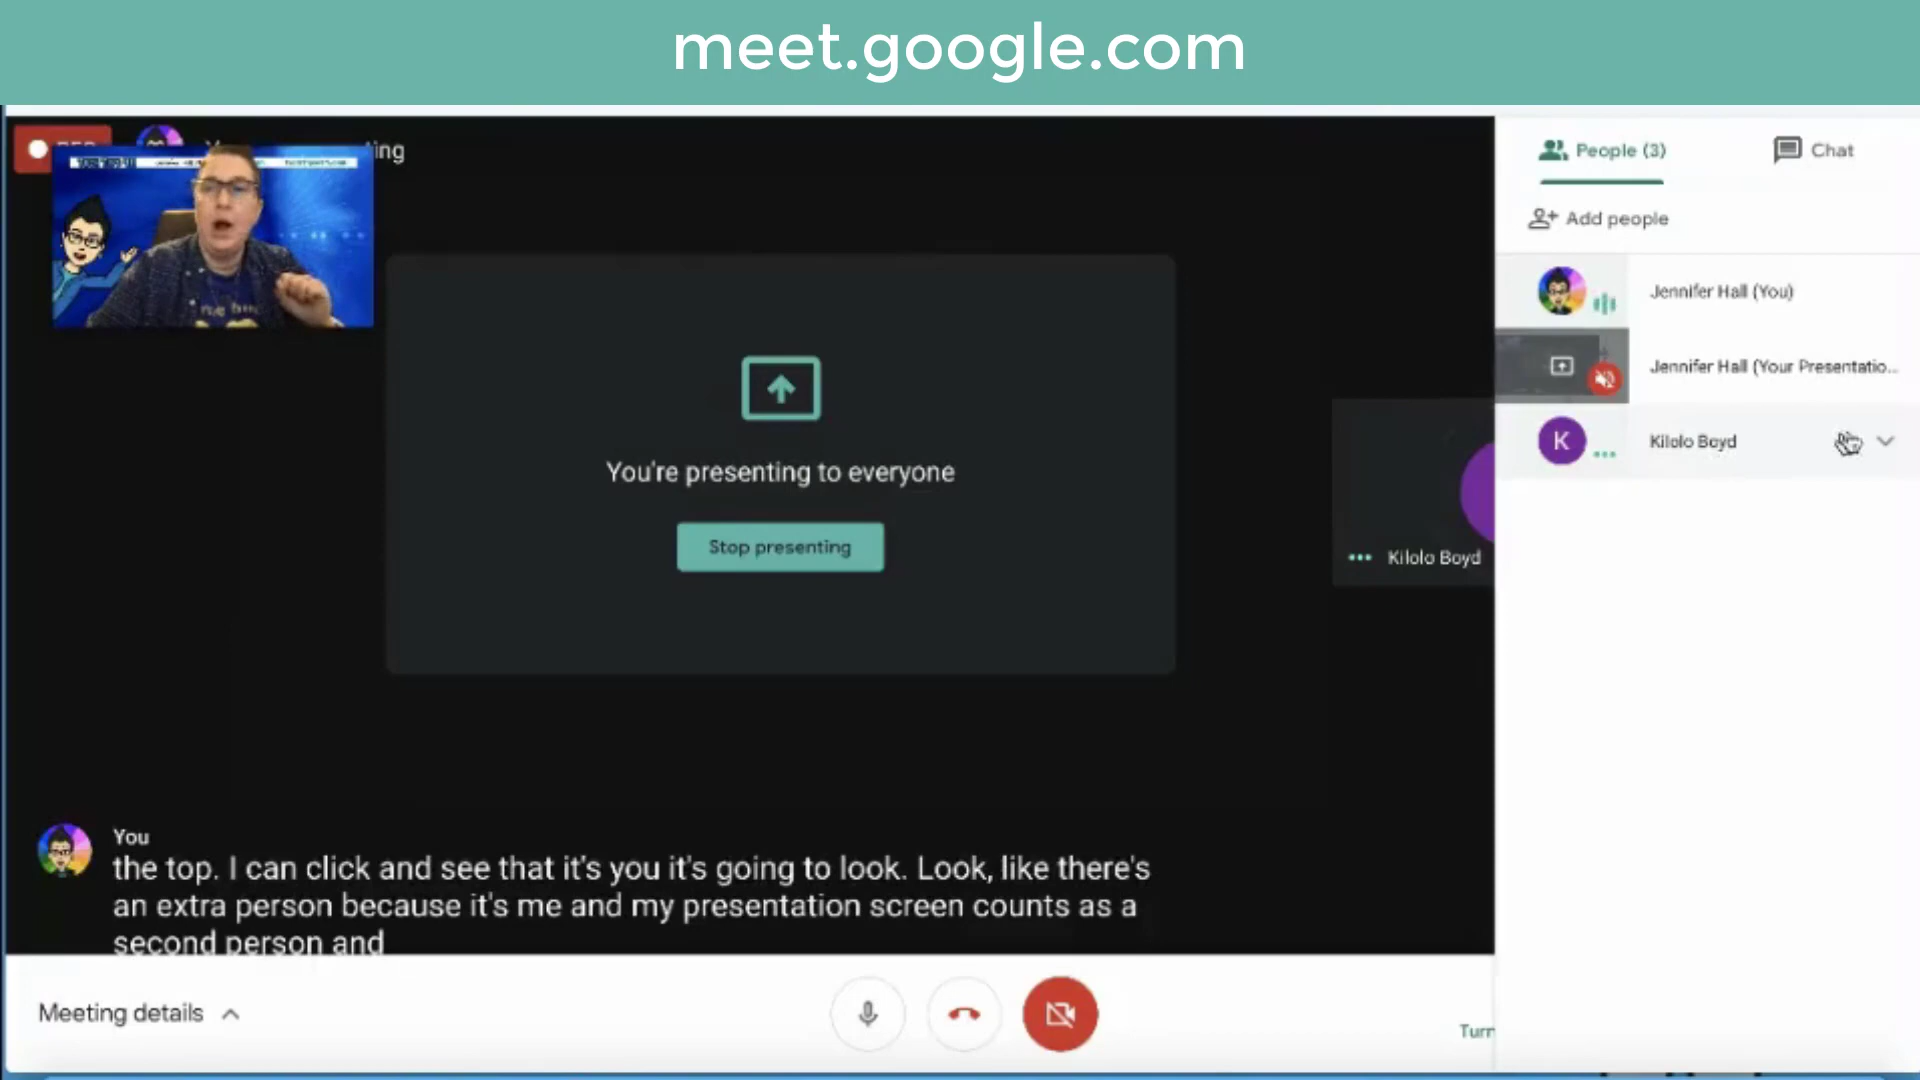 meet.google.com
People (3)
Chat
Add people
Jennifer Hall (You)
Jennifer Hall (Your Presentatio...
K
Kilolo Boyd
You're presenting to everyone
Stop presenting
Kilolo Boyd
You
the top. I can click and see that it's you it's going to look. Look, like there's
an extra person because it's me and my presentation screen counts as a
second person and
Meeting details
Turn